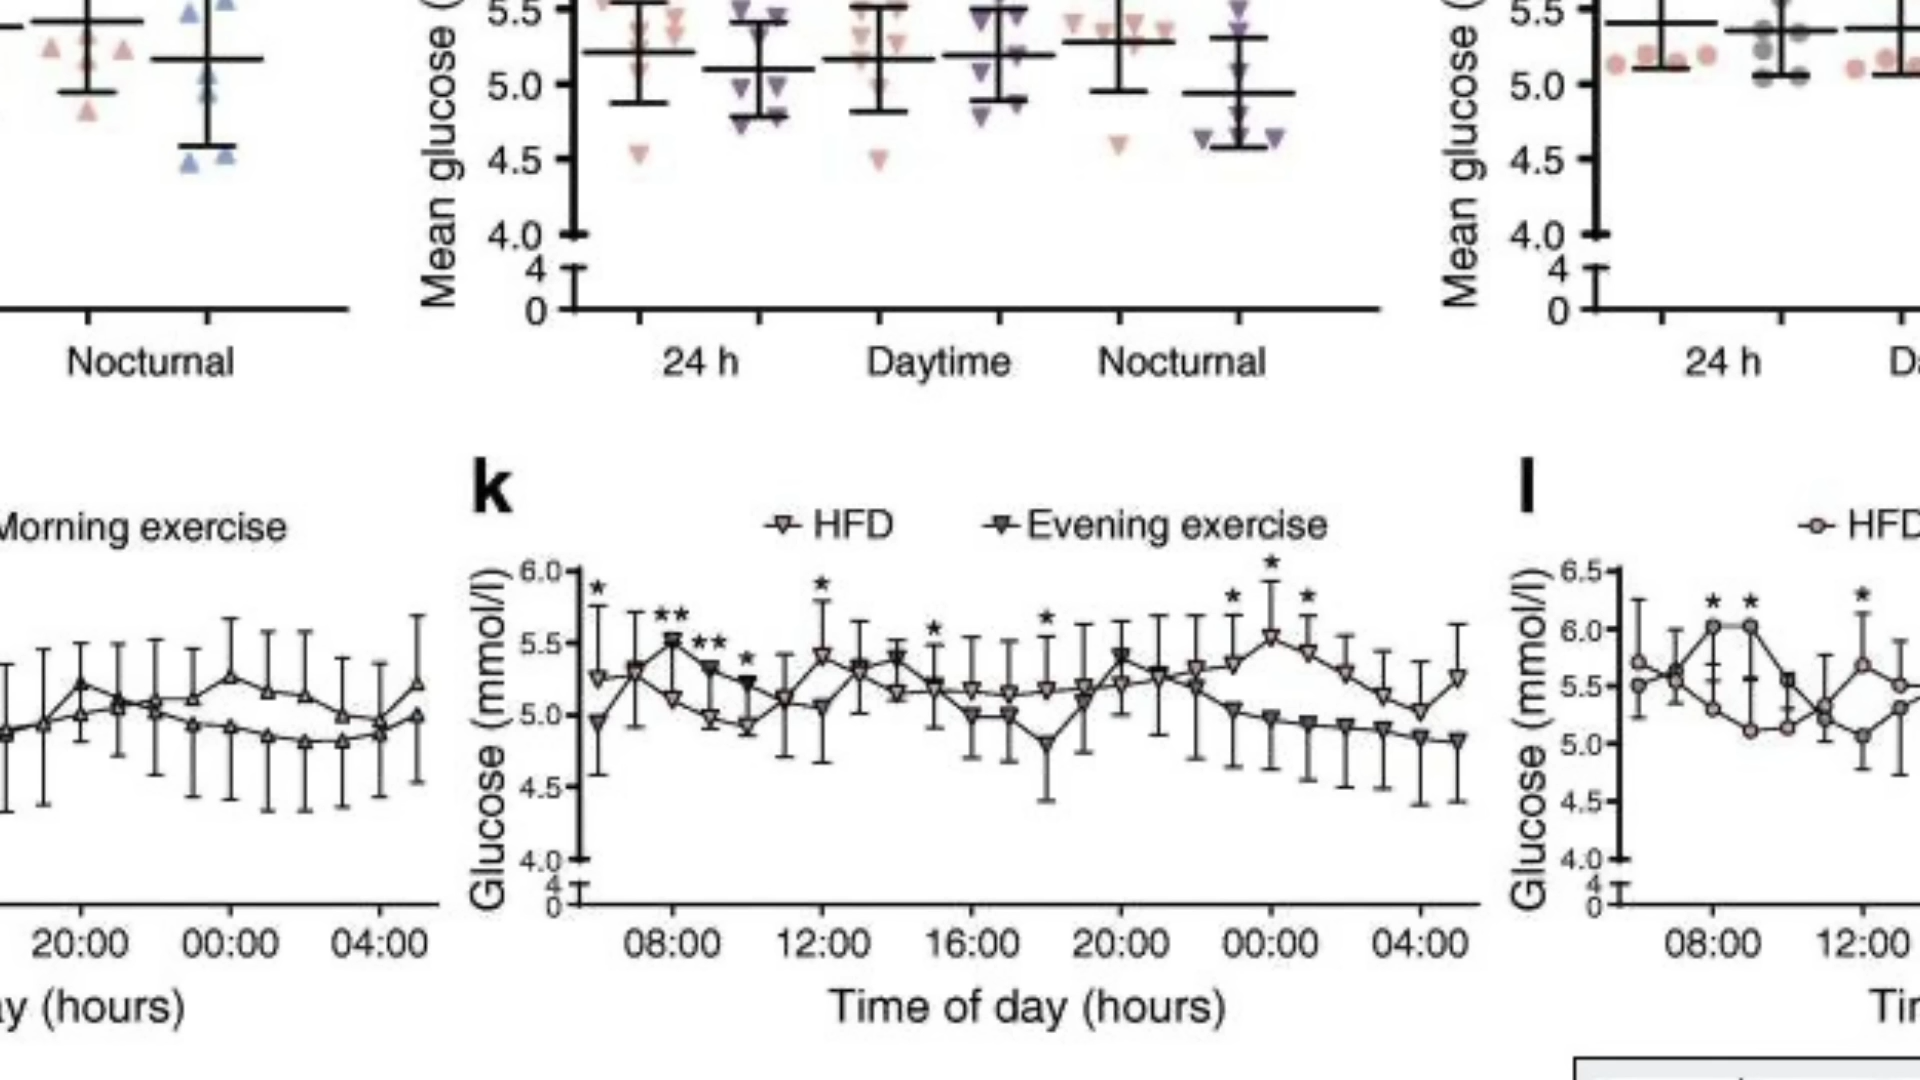 5.5
5.0
4.5
4.0
4
0
Mean glucose (
Nocturnal
24 h Daytime Nocturnal
5.5
5.0
4.5
4.0
4
0
Mean glucose (
24 h
k
Morning exercise
HFD Evening exercise
* ** ** * * * * * * *
6.0
5.5
5.0
4.5
4.0
4
0
Glucose (mmol/l)
20:00 00:00 04:00
08:00 12:00 16:00 20:00 00:00 04:00
ay (hours)
Time of day (hours)
l
HFD
* * *
6.5
6.0
5.5
5.0
4.5
4.0
4
0
Glucose (mmol/l)
08:00 12:00